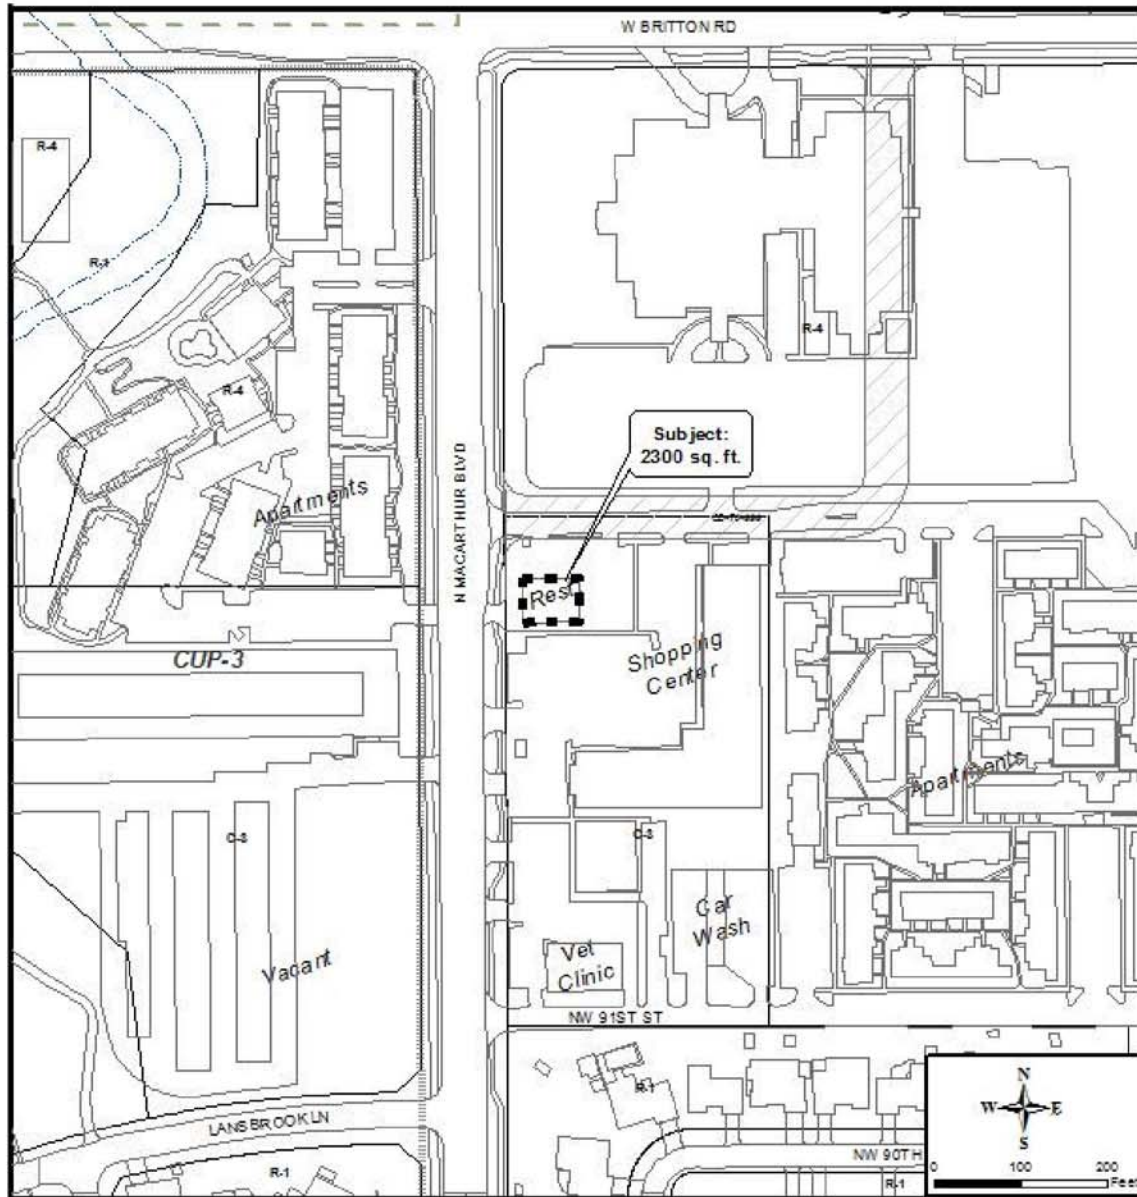 W BRITTON RD
R-4
R-1
R-4
R-4
Subject:
2300 sq. ft.
N MACARTHUR BLVD
Apartments
Rest
CUP-3
Shopping
Center
Apartments
C-3
C-3
Car
Wash
Vet
Clinic
Vacant
NW 91ST ST
R-1
LANSBROOK LN
R-1
NW 90TH
R-1
N
W
E
S
0
100
200
Feet